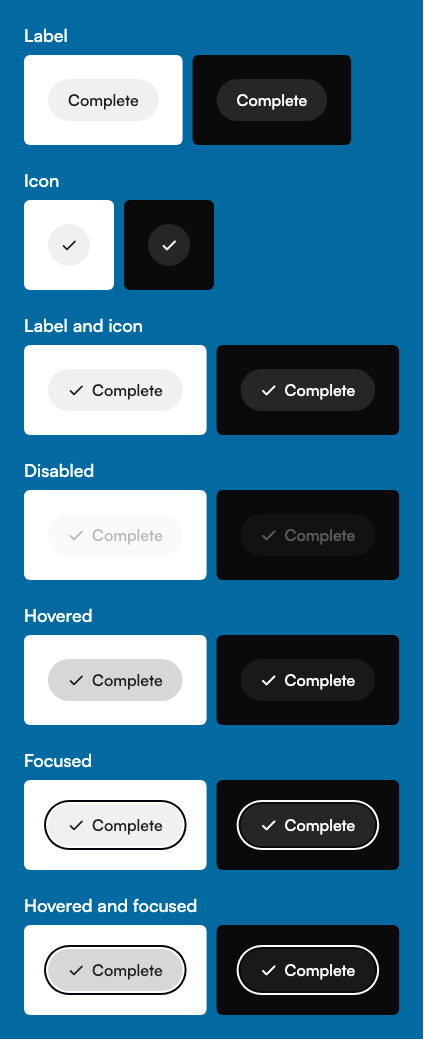 Label
Complete Complete
Icon
Label and icon
Complete Complete
Disabled
Complete Complete
Hovered
Complete Complete
Focused
Complete Complete
Hovered and focused
Complete Complete